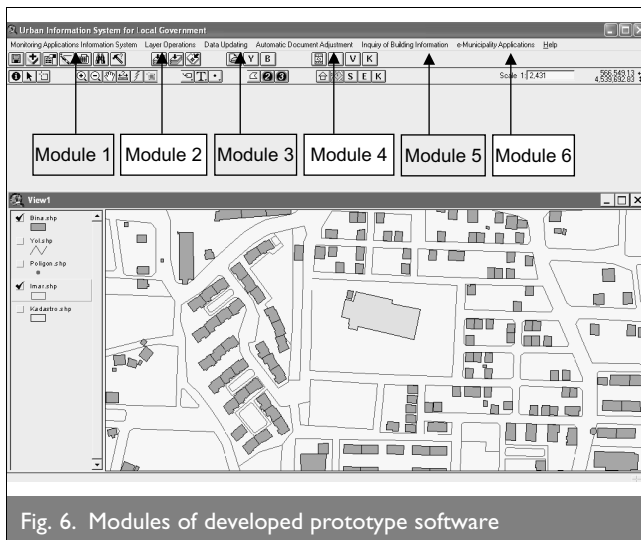 Urban Information System for Local Government
Monitoring Applications Information System Layer Operations Data Updating Automatic Document Adjustment Inquiry of Building Information e-Municipality Applications Help
Y B V K
T 2 3 S E K Scale 1: 2,431 566,549.13
4,539,692.83
Module 1 Module 2 Module 3 Module 4 Module 5 Module 6
View1
Bina.shp
Yol.shp
Poligon.shp
Imar.shp
Kadastro.shp
Fig. 6. Modules of developed prototype software